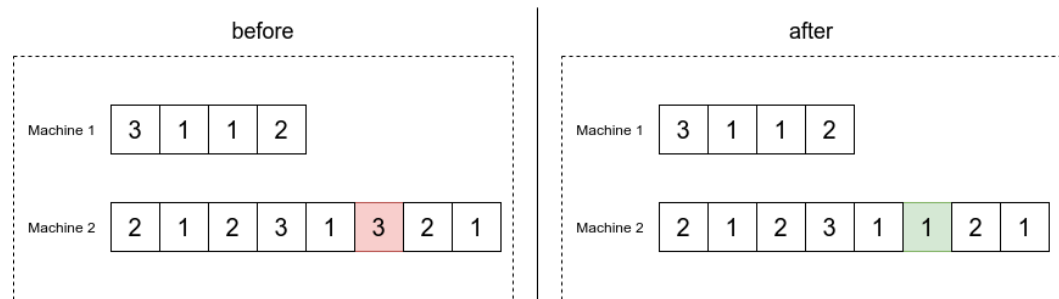 before
Machine 1 3 1 1 2
Machine 2 2 1 2 3 1 3 2 1
after
Machine 1 3 1 1 2
Machine 2 2 1 2 3 1 1 2 1